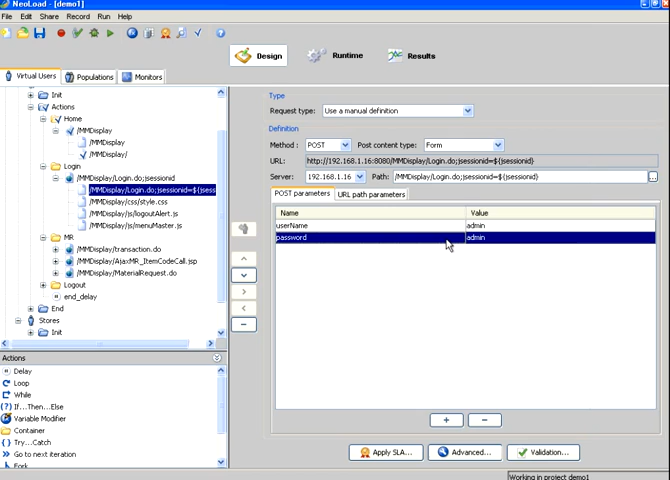 NeoLoad - [demo1]
File Edit Share Record Run Help
Design Runtime Results
Virtual Users Populations Monitors
Init
Actions
Home
/MMDisplay
/MMDisplay
/MMDisplay/
Login
/MMDisplay/Login.do;jsessionid
/MMDisplay/Login.do;jsessionid=${jsess
/MMDisplay/css/style.css
/MMDisplay/js/logoutAlert.js
/MMDisplay/js/menuMaster.js
MR
/MMDisplay/transaction.do
/MMDisplay/AjaxMR_ItemCodeCall.jsp
/MMDisplay/MaterialRequest.do
Logout
end_delay
End
Stores
Init
Actions
Delay
Loop
While
If...Then...Else
Variable Modifier
Container
Try...Catch
Go to next iteration
Fork
Type
Request type: Use a manual definition
Definition
Method: POST Post content type: Form
URL: http://192.168.1.16:8080/MMDisplay/Login.do;jsessionid=${jsessionid}
Server: 192.168.1.16 Path: /MMDisplay/Login.do;jsessionid=${jsessionid} ...
POST parameters URL path parameters
Name Value
userName admin
password admin
Apply SLA... Advanced... Validation...
Working in project demo1